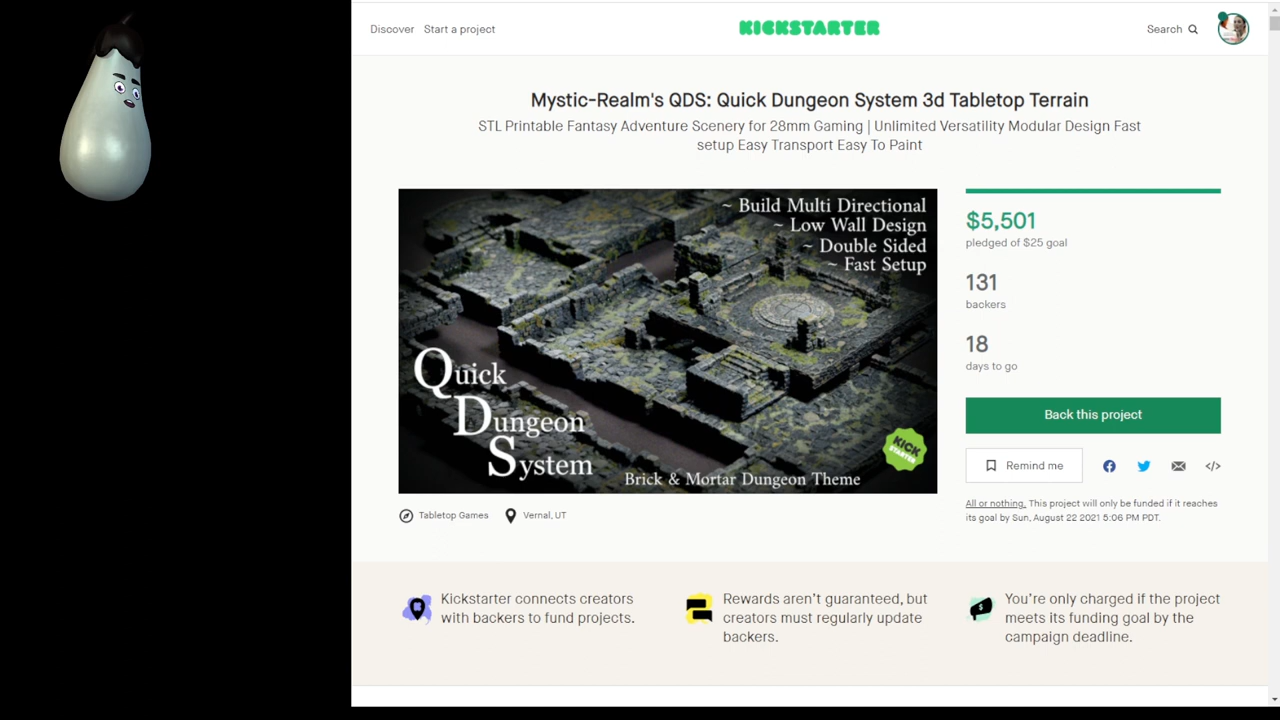 Discover Start a project
KICKSTARTER
Search
Mystic-Realm's QDS: Quick Dungeon System 3d Tabletop Terrain
STL Printable Fantasy Adventure Scenery for 28mm Gaming | Unlimited Versatility Modular Design Fast
setup Easy Transport Easy To Paint
~ Build Multi Directional
~ Low Wall Design
~ Double Sided
~ Fast Setup
Quick
Dungeon
System
Brick & Mortar Dungeon Theme
KICK
STARTER
$5,501
pledged of $25 goal
131
backers
18
days to go
Back this project
Remind me
All or nothing. This project will only be funded if it reaches
its goal by Sun, August 22 2021 5:06 PM PDT.
Tabletop Games Vernal, UT
Kickstarter connects creators
with backers to fund projects.
Rewards aren't guaranteed, but
creators must regularly update
backers.
You're only charged if the project
meets its funding goal by the
campaign deadline.